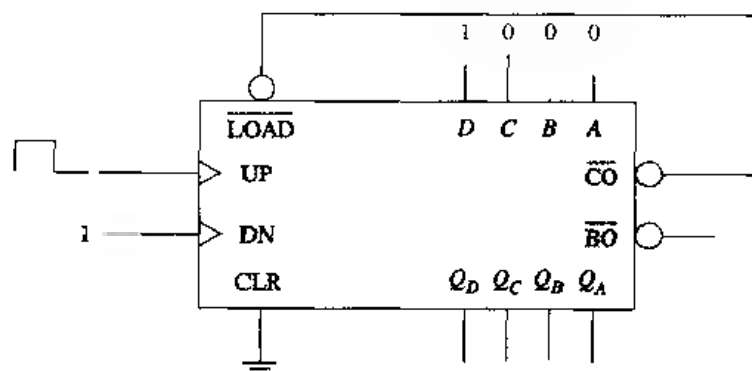 1 0 0 0
LOAD D C B A
UP CO
1 DN BO
CLR Q_D Q_C Q_B Q_A